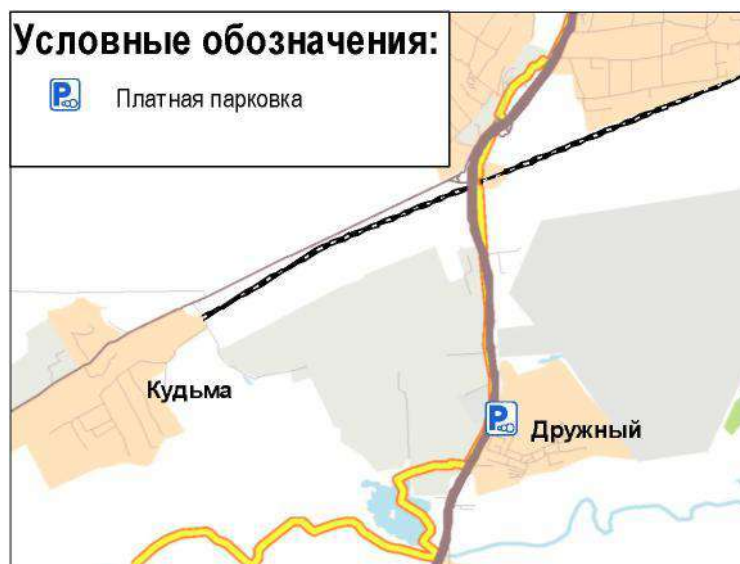 Условные обозначения:
Платная парковка
Кудьма
Дружный